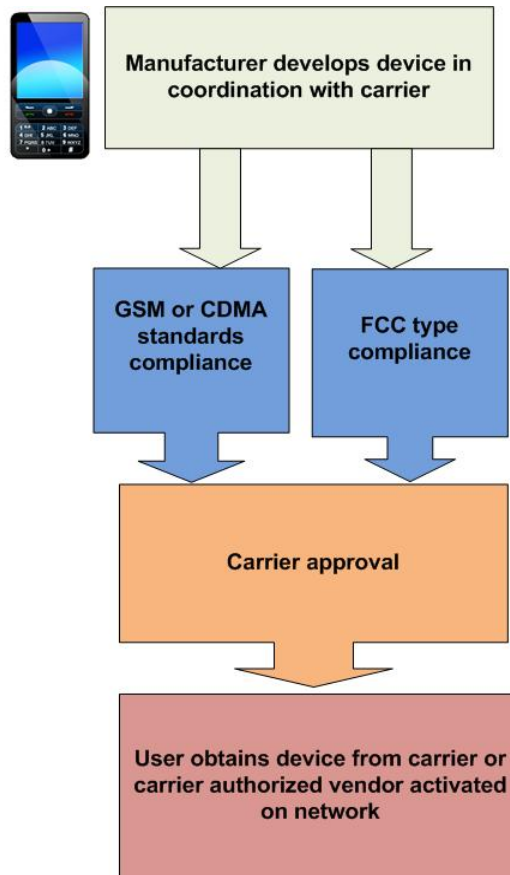 Manufacturer develops device in
coordination with carrier
GSM or CDMA
standards
compliance
FCC type
compliance
Carrier approval
User obtains device from carrier or
carrier authorized vendor activated
on network